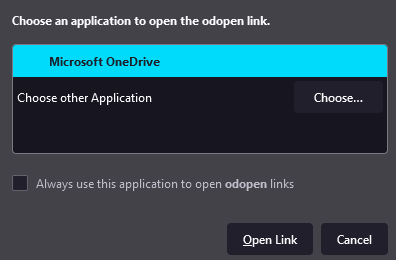 Choose an application to open the odopen link.
Microsoft OneDrive
Choose other Application
Choose...
Always use this application to open odopen links
Open Link
Cancel